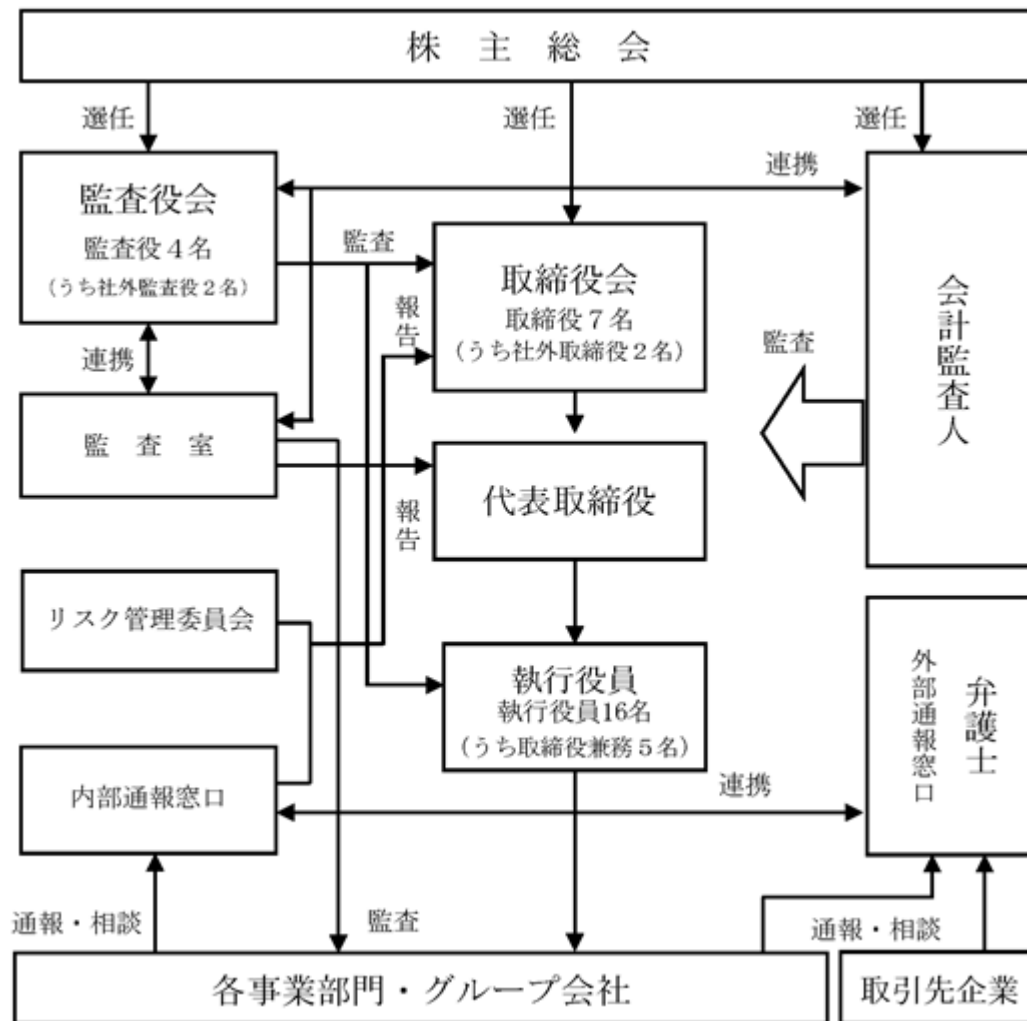 株 主 総 会
選任
選任
選任
監査役会
監査役４名
（うち社外監査役２名）
連携
監査
取締役会
取締役７名
（うち社外取締役２名）
報告
会計監査人
監査
連携
監 査 室
代表取締役
報告
リスク管理委員会
執行役員
執行役員16名
（うち取締役兼務５名）
弁護士
外部通報窓口
内部通報窓口
連携
通報・相談
監査
通報・相談
各事業部門・グループ会社
取引先企業